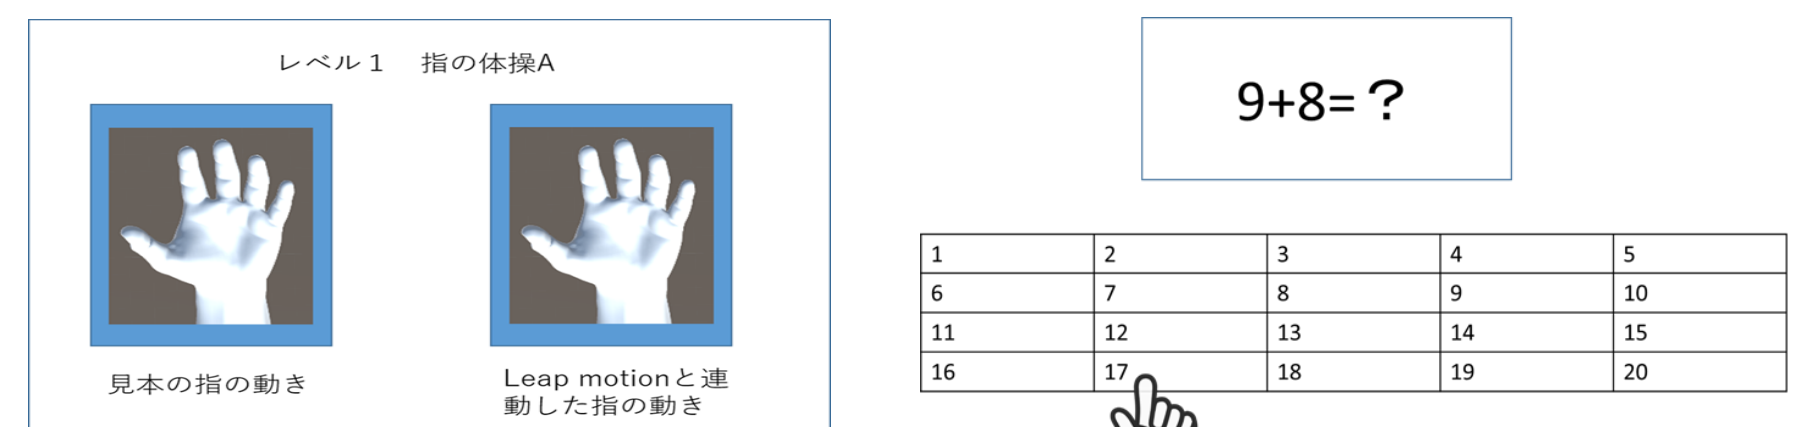 レベル１　指の体操A
見本の指の動き
Leap motionと連
動した指の動き
9+8=？
1 2 3 4 5
6 7 8 9 10
11 12 13 14 15
16 17 18 19 20